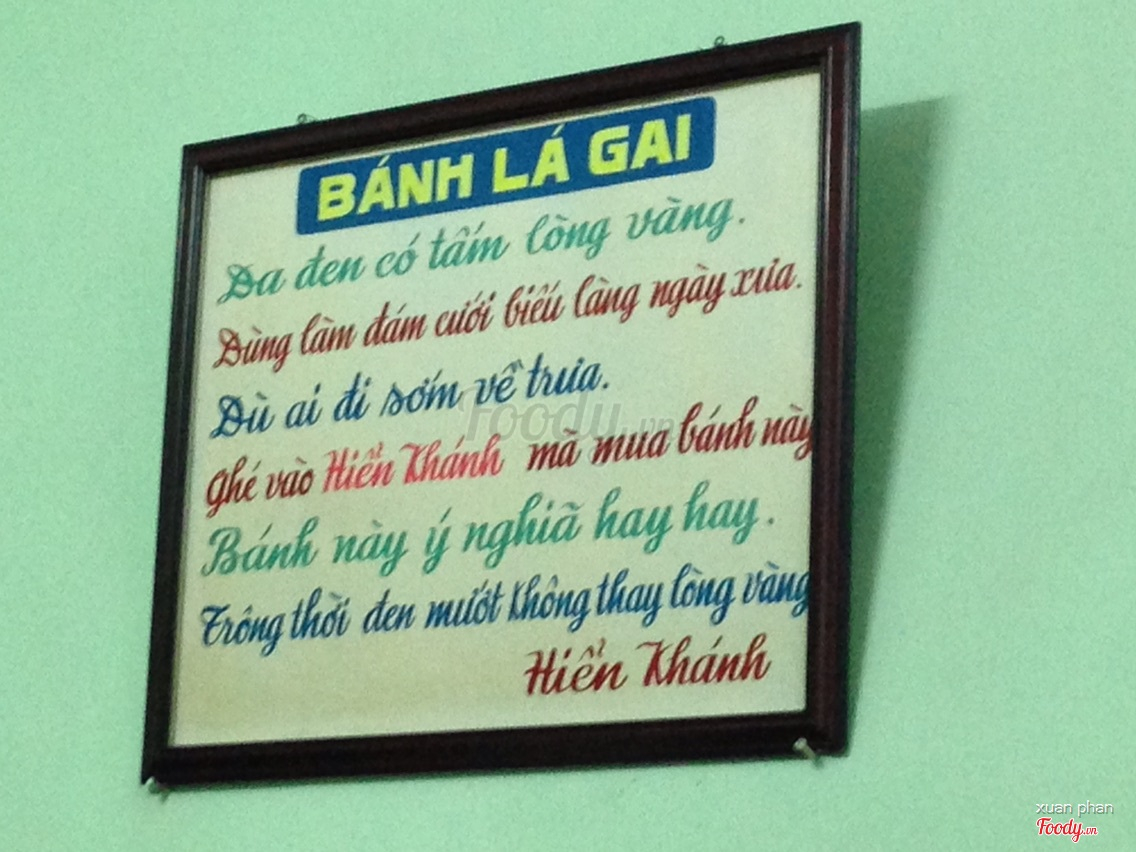 BÁNH LÁ GAI
Da đen có tấm lòng vàng.
Dùng làm đám cưới biếu làng ngày xưa.
Dù ai đi sớm về trưa.
Ghé vào Hiển Khánh mà mua bánh này
Bánh này ý nghiã hay hay.
Trông thời đen mướt không thay lòng vàng
Hiển Khánh
Foody.vn
xuan phan
Foody.vn